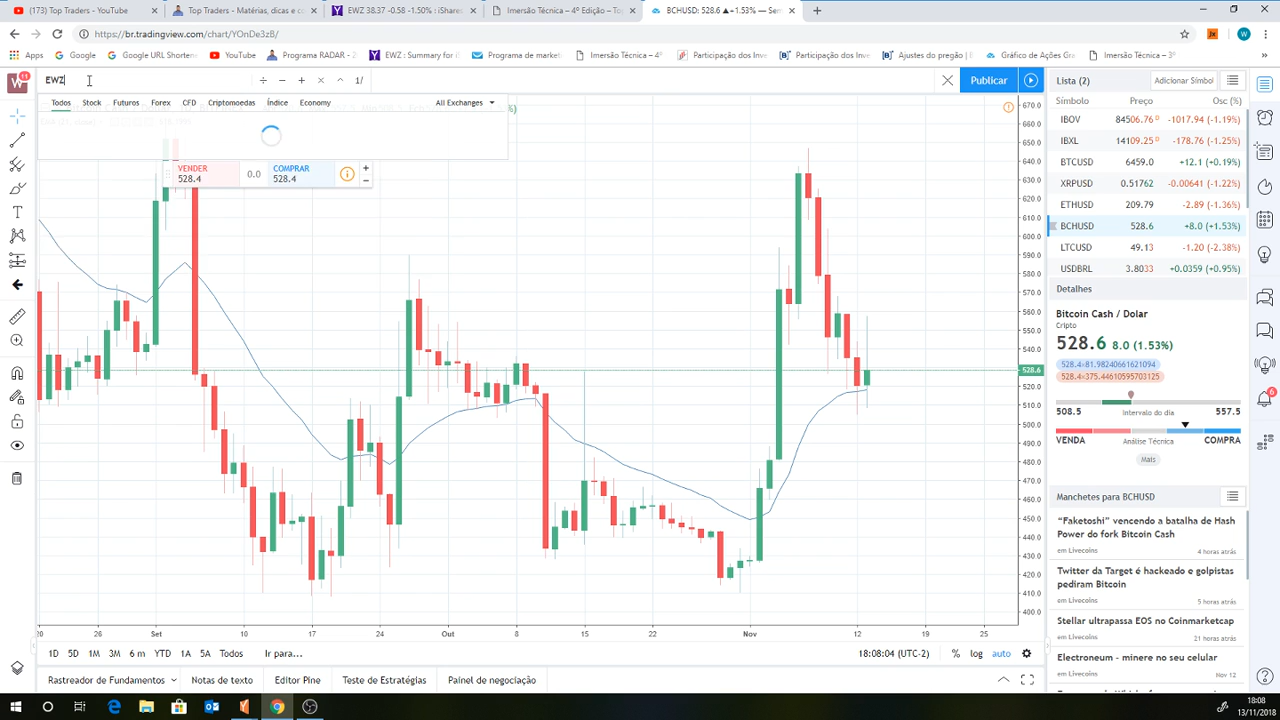 (173) Top Traders - YouTube
Top Traders - Matérias, dicas e co
EWZ 38.37 -0.58 -1.50% : iShares
Imersão Técnica – 4ª Edição – To
BCHUSD: 528.6 ▲+1.53% — Sem
https://br.tradingview.com/chart/YOnDe3zB/
Apps
Google
Google URL Shorten
YouTube
Programa RADAR - 2
EWZ : Summary for iS
Programa de market
Imersão Técnica – 4ª
Participação dos Inve
Participação dos Inve
Ajustes do pregão | B
Gráfico de Ações Gra
Imersão Técnica – 3ª
EWZ
1/
Publicar
Lista (2)
Adicionar Símbol
Todos
Stock
Futuros
Forex
CFD
Criptomoedas
Índice
Economy
All Exchanges
Símbolo
Preço
Osc (%)
IBOV 84506.76 D -1017.94 (-1.19%)
IBXL 14109.25 D -178.76 (-1.25%)
BTCUSD 6459.0 +12.1 (+0.19%)
XRPUSD 0.51762 -0.00641 (-1.22%)
ETHUSD 209.79 -2.89 (-1.36%)
BCHUSD 528.6 +8.0 (+1.53%)
LTCUSD 49.13 -1.20 (-2.38%)
USDBRL 3.8033 +0.0359 (+0.95%)
VENDER
528.4
0.0
COMPRAR
528.4
670.0
660.0
650.0
640.0
630.0
620.0
610.0
600.0
590.0
580.0
570.0
560.0
550.0
540.0
528.6
520.0
510.0
500.0
490.0
480.0
470.0
460.0
450.0
440.0
430.0
420.0
410.0
400.0
Detalhes
Bitcoin Cash / Dolar
Cripto
528.6 8.0 (1.53%)
528.4=81.98240661621094
528.4=375.44610595703125
508.5
Intervalo do dia
557.5
VENDA
Análise Técnica
COMPRA
Mais
Manchetes para BCHUSD
"Faketoshi" vencendo a batalha de Hash
Power do fork Bitcoin Cash
em Livecoins
4 horas atrás
Twitter da Target é hackeado e golpistas
pediram Bitcoin
em Livecoins
5 horas atrás
Stellar ultrapassa EOS no Coinmarketcap
em Livecoins
21 horas atrás
Electroneum - minere no seu celular
em Livecoins
Nov 12
20
26
Set
10
17
24
Out
8
15
22
Nov
12
19
25
1D
5D
1M
3M
6 m
YTD
1A
5A
Todos
Ir para...
18:08:04 (UTC-2)
%
log
auto
Rastreador de Fundamentos
Notas de texto
Editor Pine
Teste de Estratégias
Painel de negociação
18:08
13/11/2018